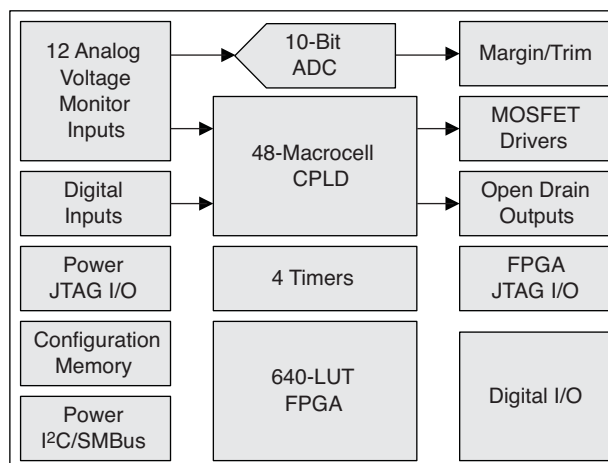 12 Analog
Voltage
Monitor
Inputs
10-Bit
ADC
Margin/Trim
48-Macrocell
CPLD
MOSFET
Drivers
Digital
Inputs
Open Drain
Outputs
Power
JTAG I/O
4 Timers
FPGA
JTAG I/O
Configuration
Memory
640-LUT
FPGA
Digital I/O
Power
I²C/SMBus